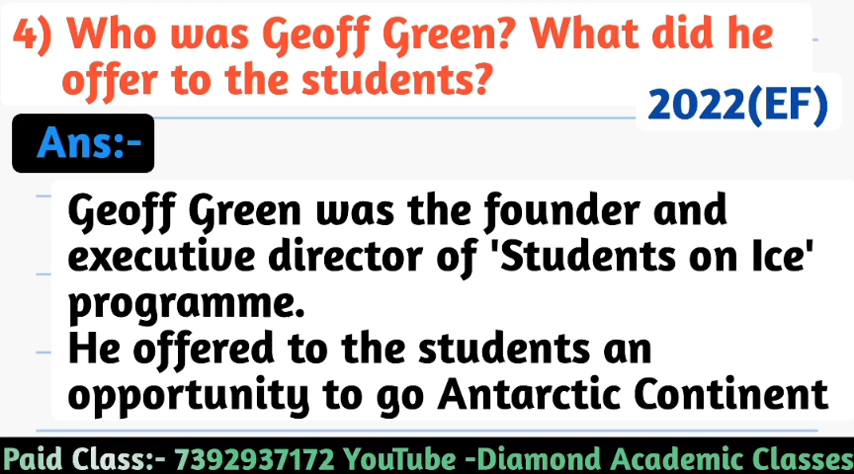 4) Who was Geoff Green? What did he
offer to the students?
2022(EF)
Ans:-
Geoff Green was the founder and
executive director of 'Students on Ice'
programme.
He offered to the students an
opportunity to go Antarctic Continent
Paid Class:- 7392937172 YouTube -Diamond Academic Classes